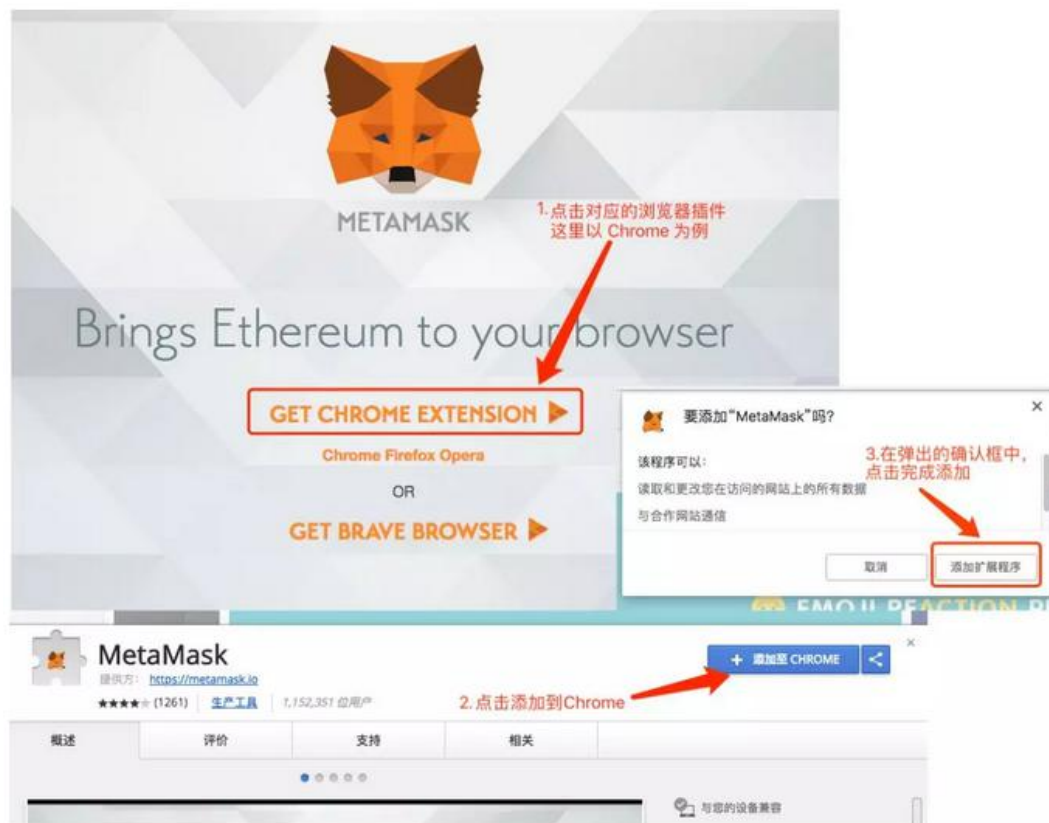 METAMASK
1.点击对应的浏览器插件
这里以 Chrome 为例
Brings Ethereum to your browser
GET CHROME EXTENSION
Chrome Firefox Opera
OR
GET BRAVE BROWSER
要添加“MetaMask”吗?
×
该程序可以:
3.在弹出的确认框中,
点击完成添加
读取和更改您在访问的网站上的所有数据
与合作网站通信
取消
添加扩展程序
EMOJI REACTION
MetaMask
提供方: https://metamask.io
★★★★☆ (1261)
生产工具
1,152,351 位用户
+ 添加至 CHROME
×
2.点击添加到Chrome
概述
评价
支持
相关
与您的设备兼容